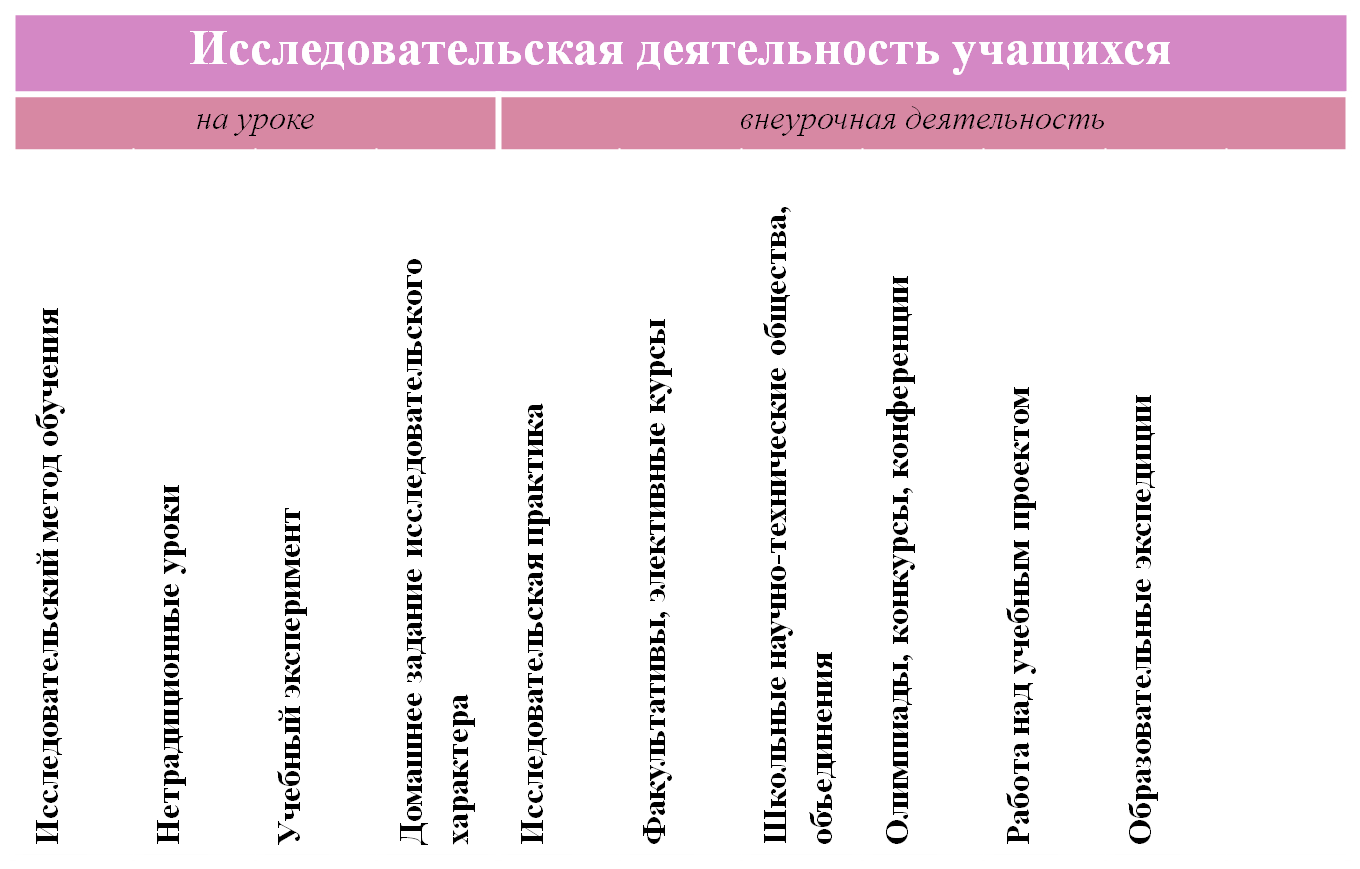 Исследовательская деятельность учащихся
на уроке
внеурочная деятельность
Исследовательский метод обучения
Нетрадиционные уроки
Учебный эксперимент
Домашнее задание исследовательского
характера
Исследовательская практика
Факультативы, элективные курсы
Школьные научно-технические общества,
объединения
Олимпиады, конкурсы, конференции
Работа над учебным проектом
Образовательные экспедиции